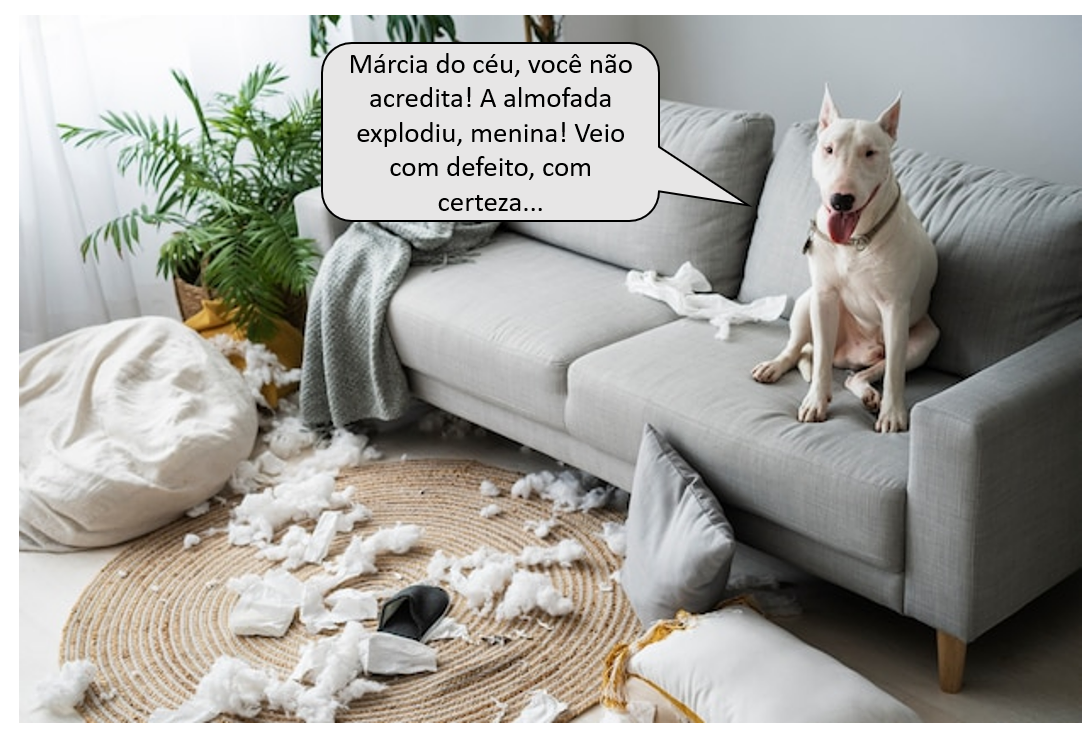 Márcia do céu, você não
acredita! A almofada
explodiu, menina! Veio
com defeito, com
certeza...